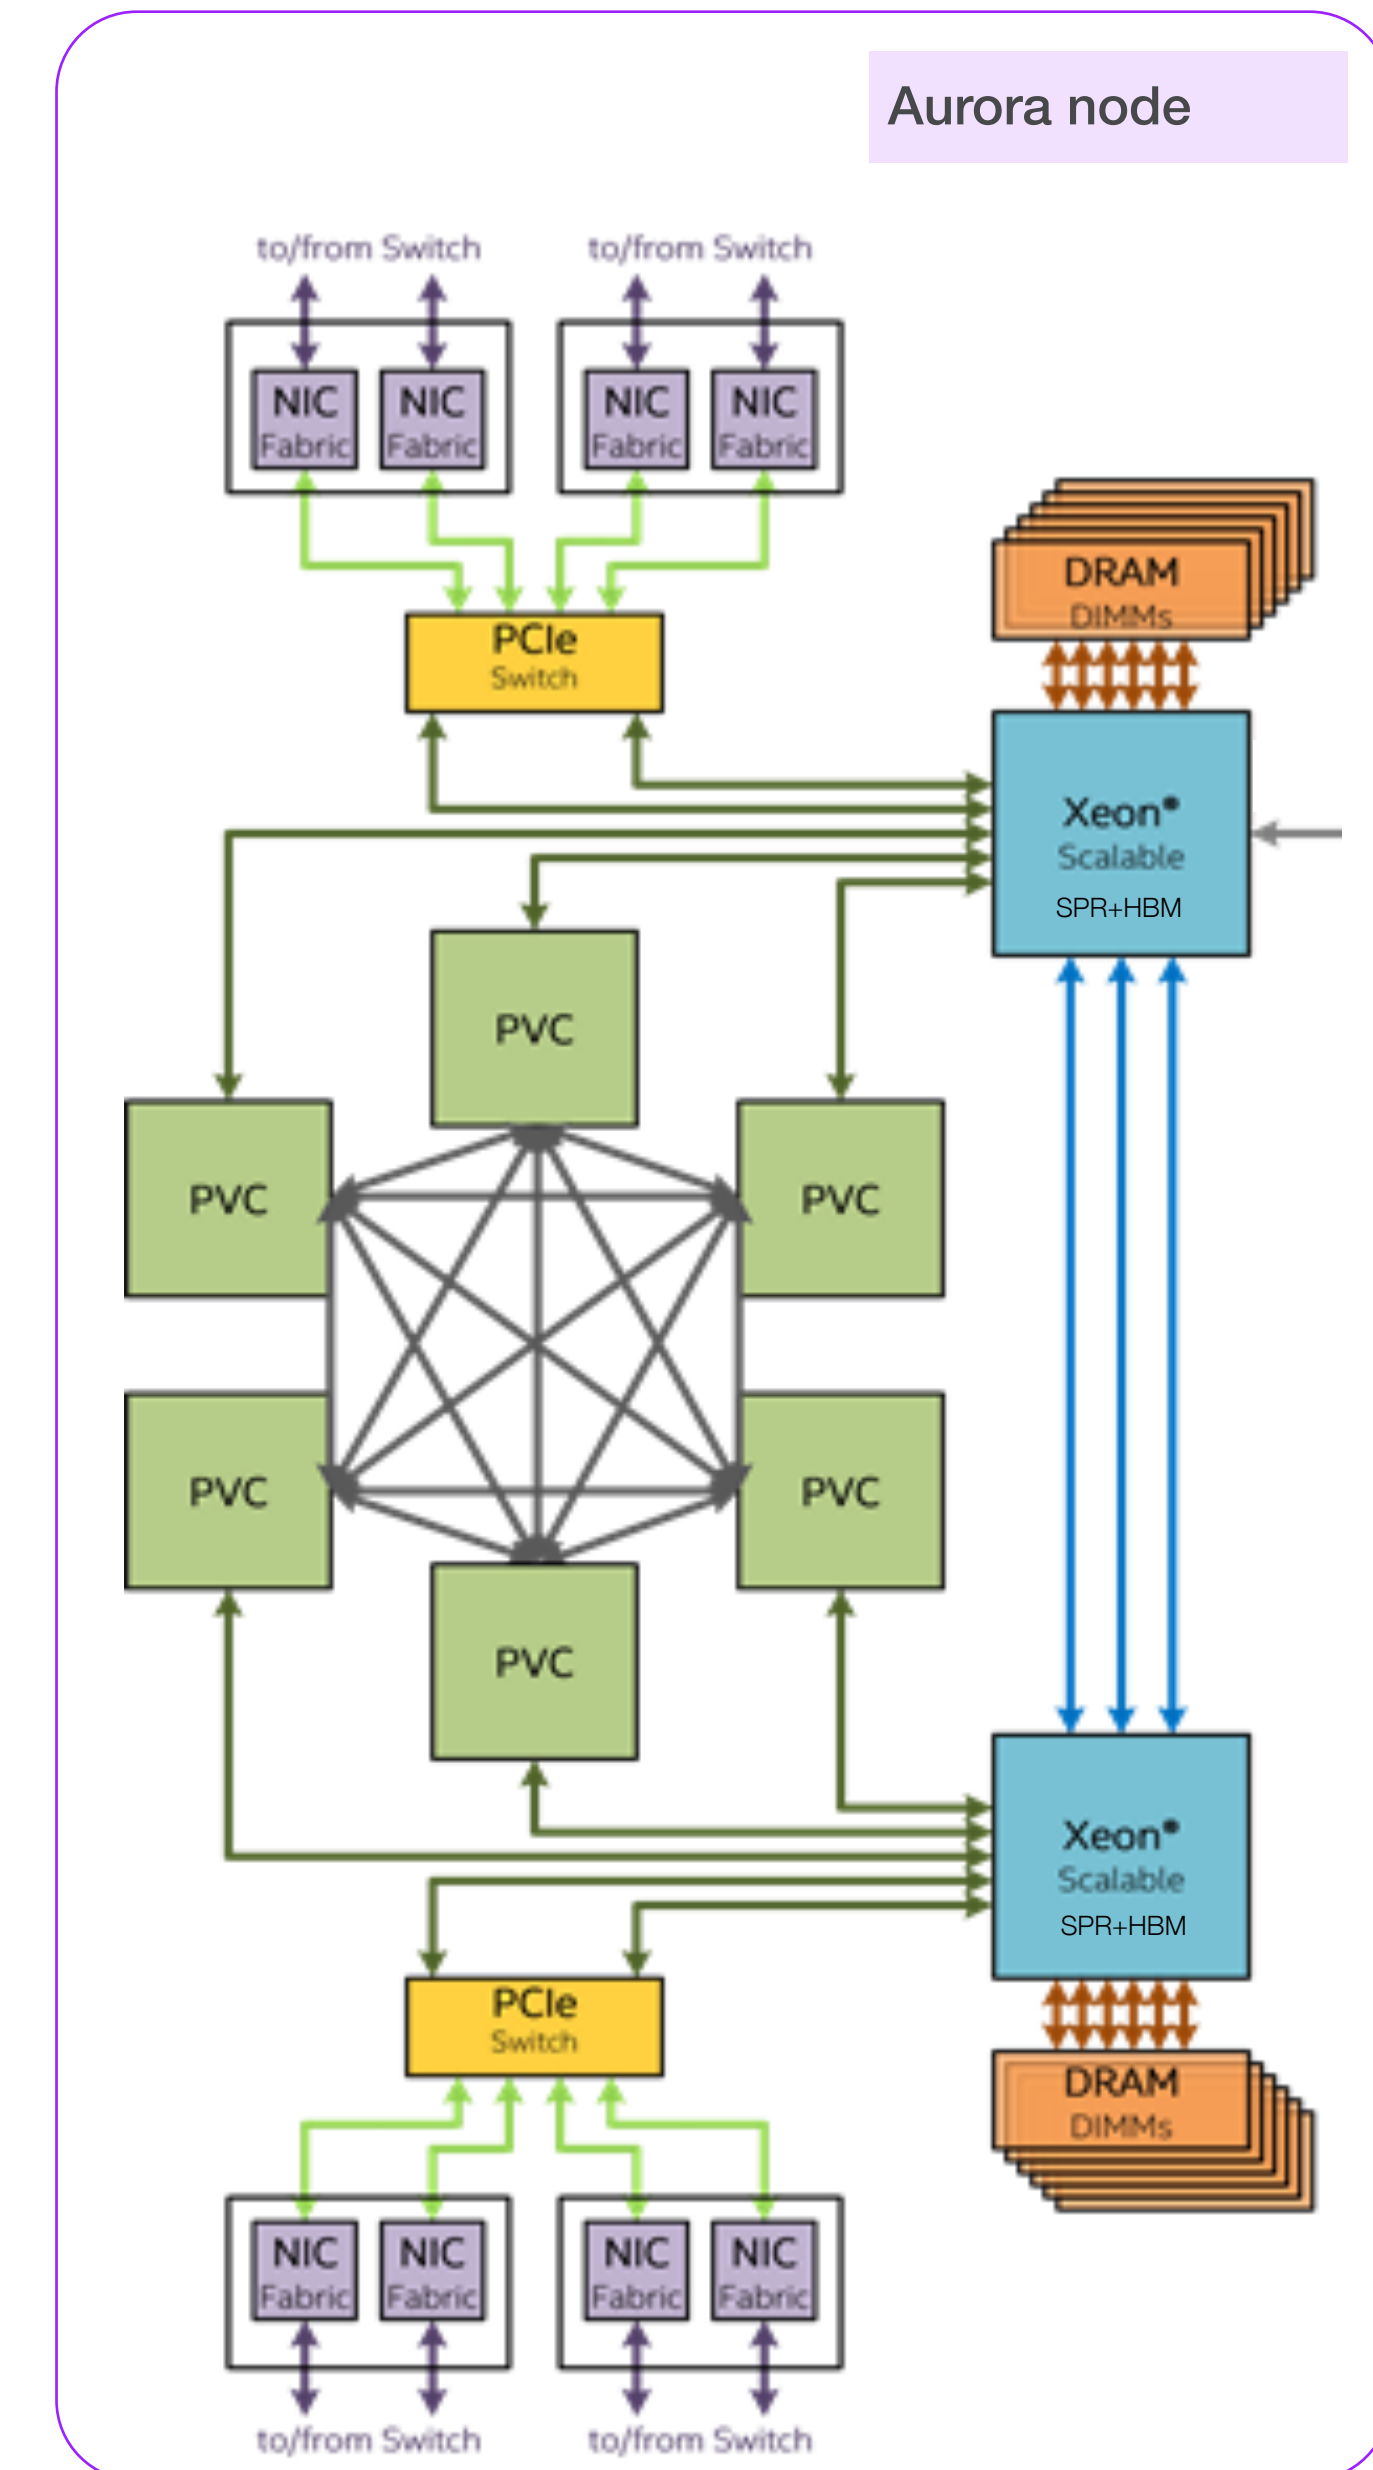 Aurora node
to/from Switch
to/from Switch
NIC
Fabric
NIC
Fabric
NIC
Fabric
NIC
Fabric
DRAM
DIMMs
PCIe
Switch
Xeon®
Scalable
SPR+HBM
PVC
PVC
PVC
PVC
PVC
PVC
Xeon®
Scalable
SPR+HBM
PCIe
Switch
DRAM
DIMMs
NIC
Fabric
NIC
Fabric
NIC
Fabric
NIC
Fabric
to/from Switch
to/from Switch